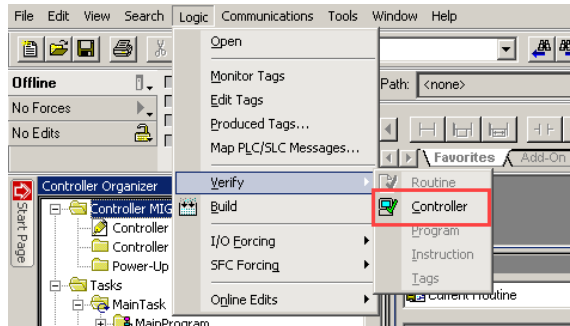 File Edit View Search Logic Communications Tools Window Help
Open
Offline
Monitor Tags
Path: <none>
Edit Tags
No Forces
Produced Tags...
No Edits
Map PLC/SLC Messages...
Favorites Add-On
Controller Organizer
Verify
Routine
Controller MIG
Build
Controller
Controller
Program
Controller
I/O Forcing
Instruction
Power-Up
SFC Forcing
Tags
Tasks
Current Routine
MainTask
Online Edits
MainProgram
Start Page